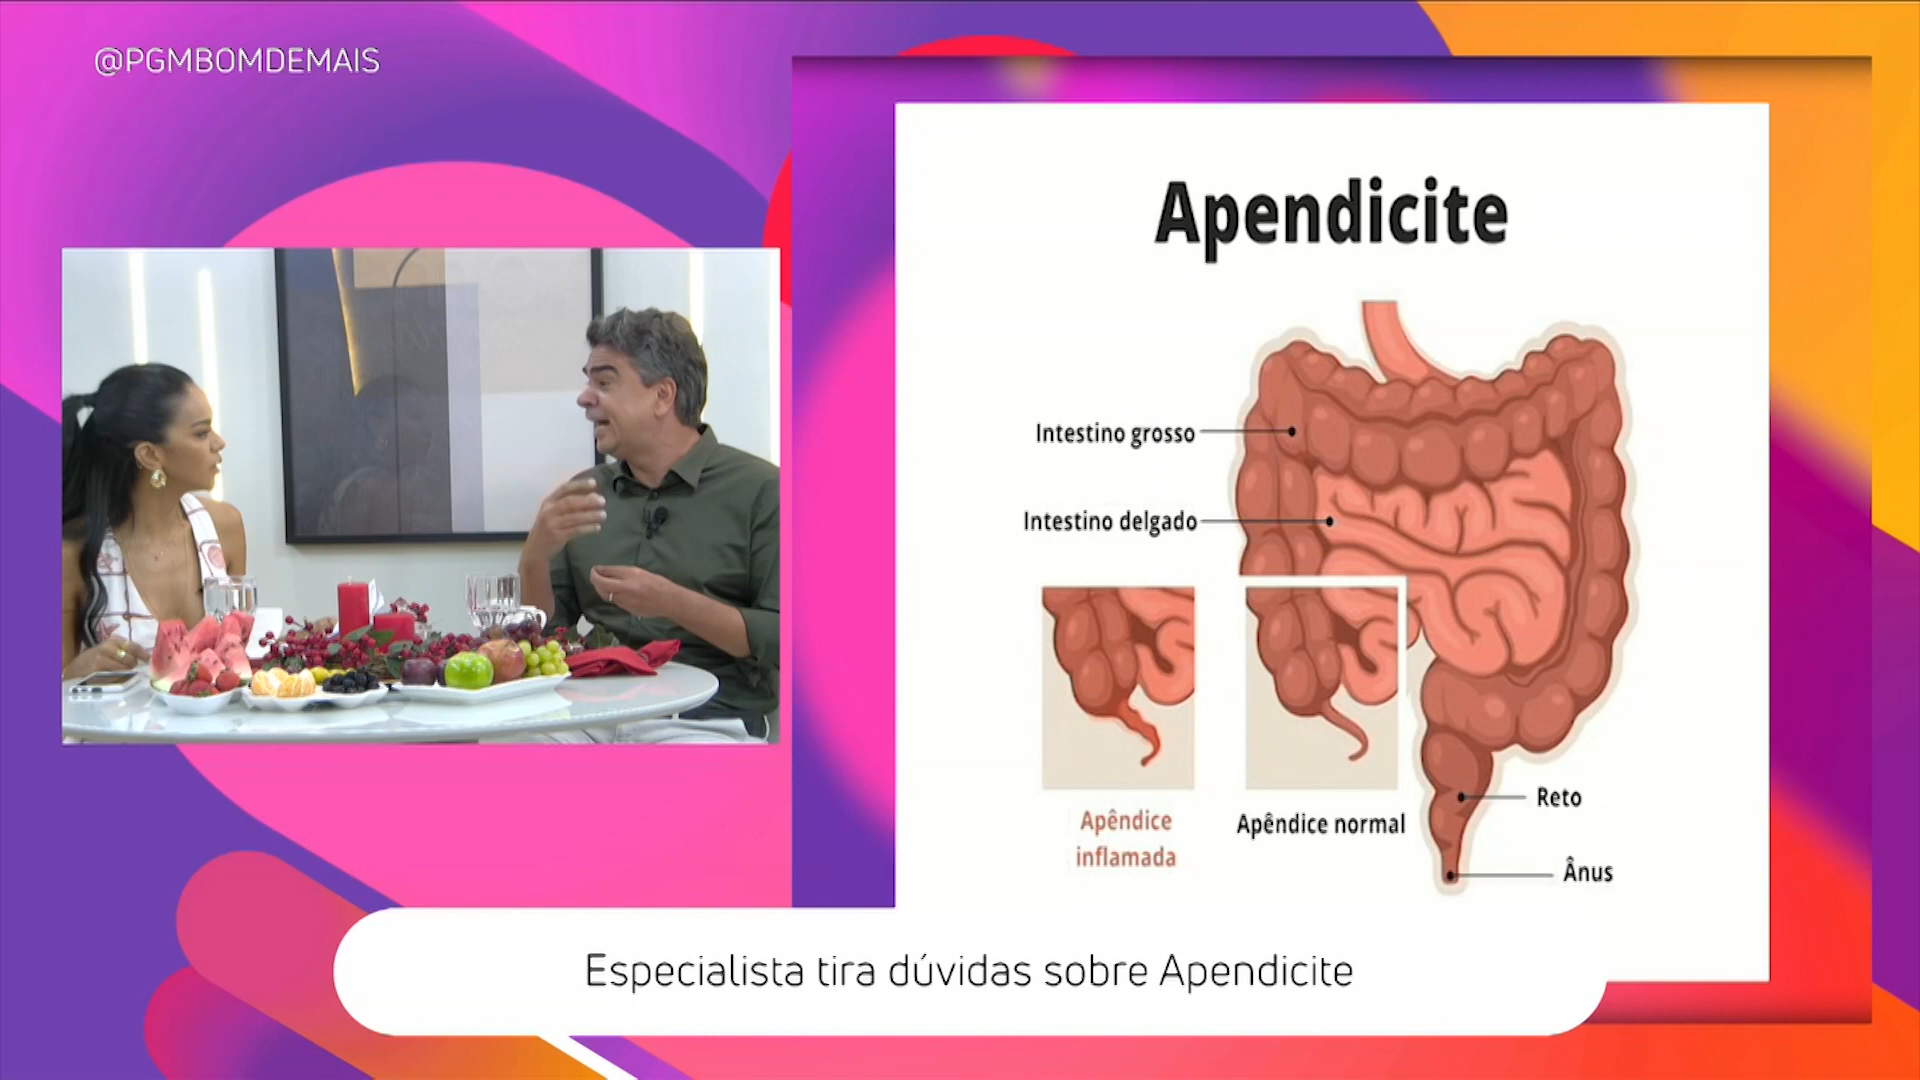 @PGMBOMDEMAIS
Apendicite
Intestino grosso
Intestino delgado
Apêndice
inflamada
Apêndice normal
Reto
Ânus
Especialista tira dúvidas sobre Apendicite